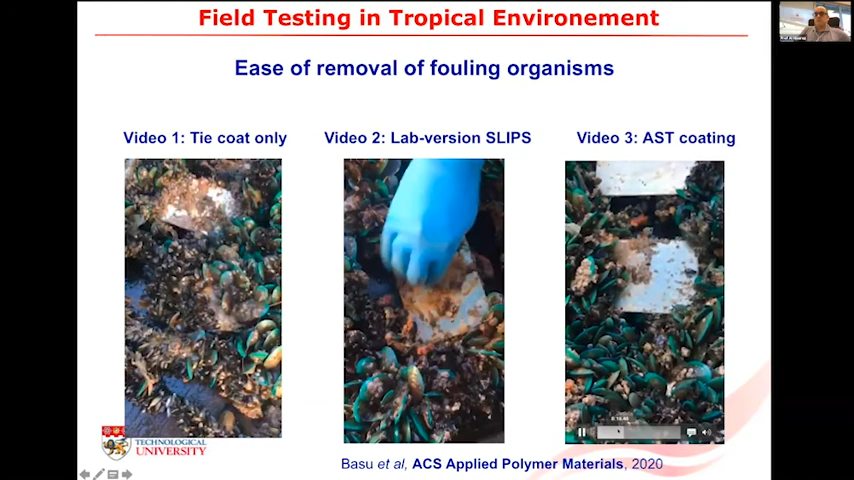 Field Testing in Tropical Environement
Ease of removal of fouling organisms
Video 1: Tie coat only
Video 2: Lab-version SLIPS
Video 3: AST coating
TECHNOLOGICAL
UNIVERSITY
Basu et al, ACS Applied Polymer Materials, 2020